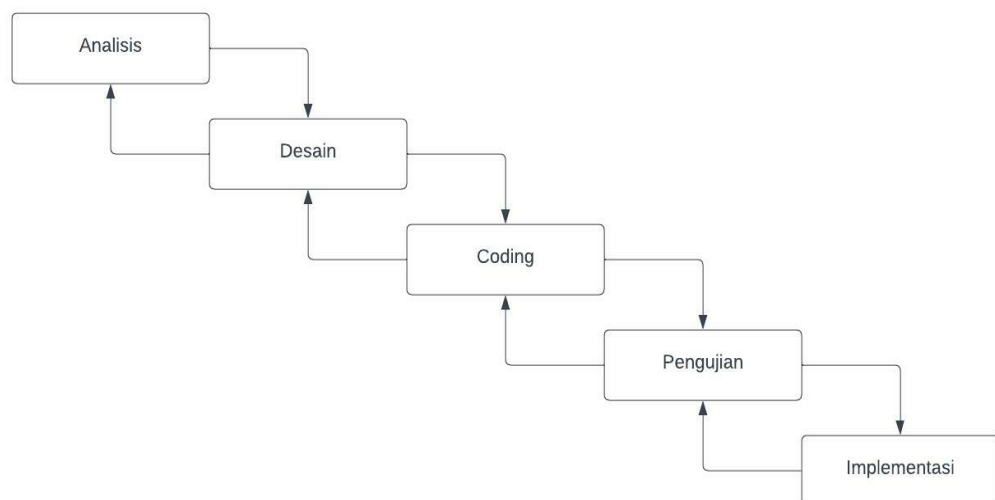 Analisis
Desain
Coding
Pengujian
Implementasi